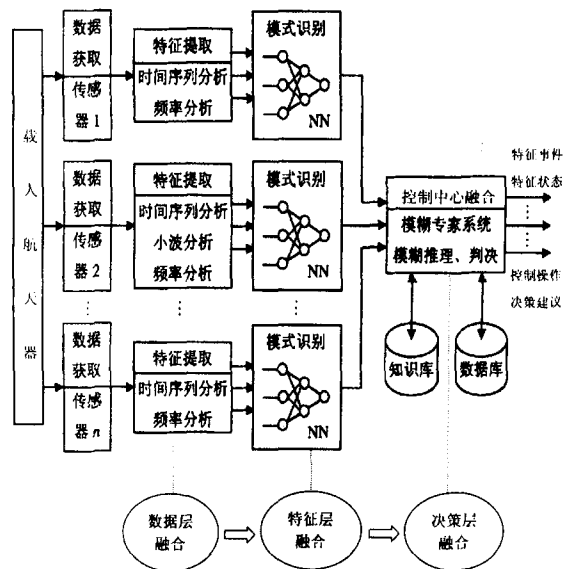 载
人
航
天
器
数据
获取
传感
器1
特征提取
时间序列分析
频率分析
模式识别
NN
数据
获取
传感
器2
特征提取
时间序列分析
小波分析
频率分析
模式识别
NN
数据
获取
传感
器n
特征提取
时间序列分析
频率分析
模式识别
NN
控制中心融合
模糊专家系统
模糊推理、判决
特征事件
特征状态
控制操作
决策建议
知识库
数据库
数据层
融合
特征层
融合
决策层
融合